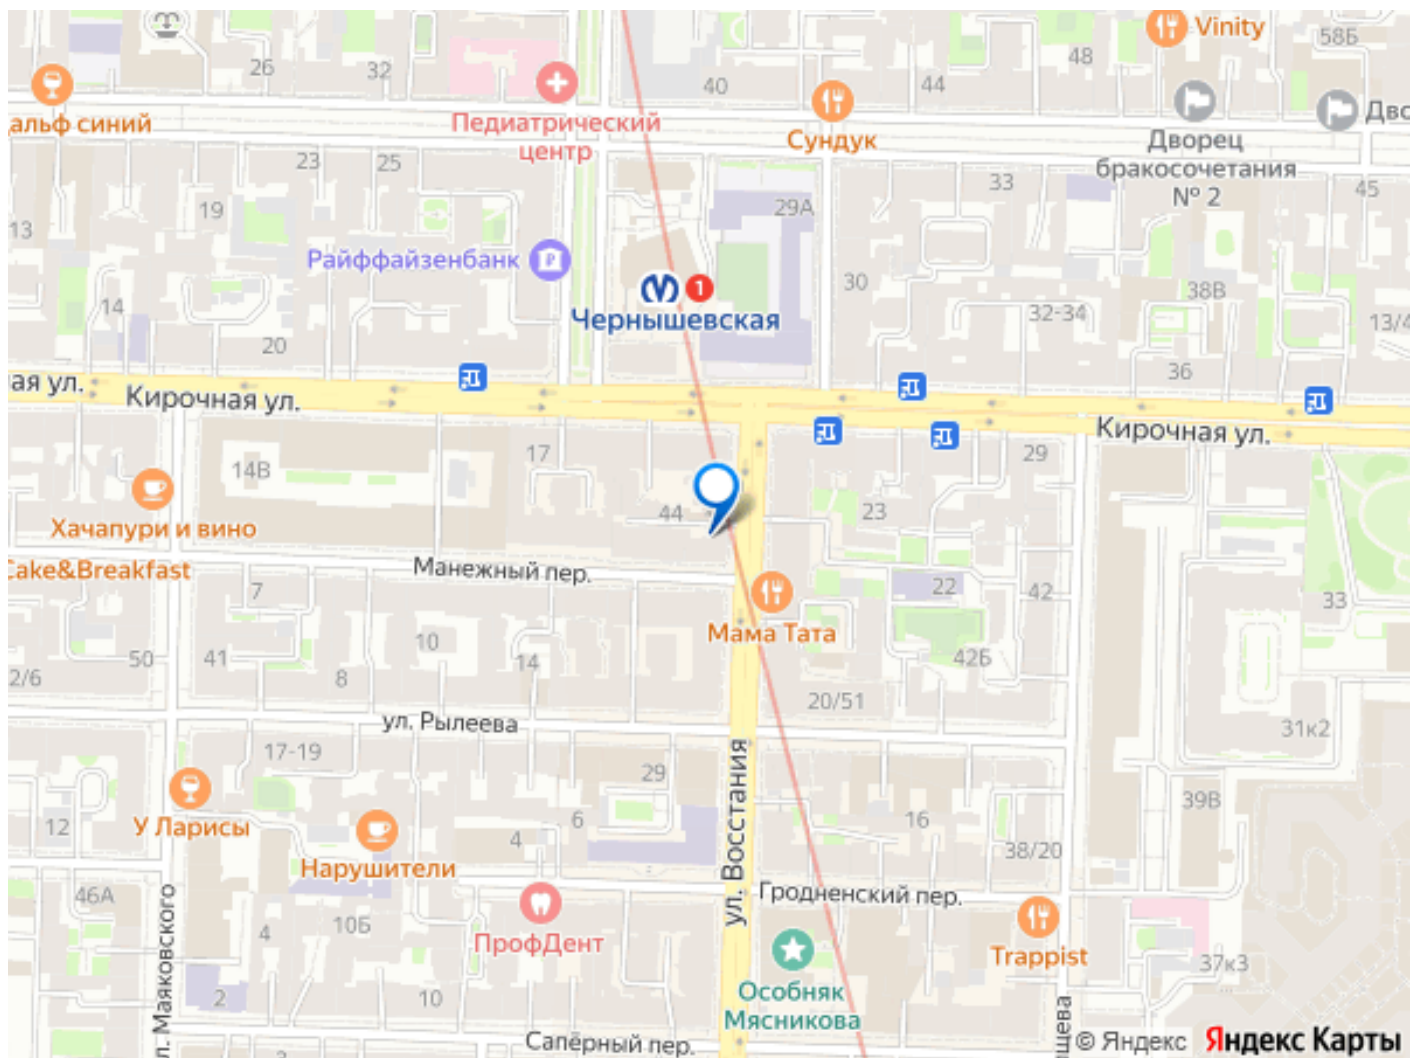 Vinity
58Б
26
32
40
44
48
альф синий
Педиатрический
центр
Сундук
Дворец
бракосочетания
№ 2
Дво
23
25
33
45
19
29А
13
Райффайзенбанк
₽
1
Чернышевская
30
38В
32-34
13/4
14
20
36
ая ул.
Кирочная ул.
Кирочная ул.
17
29
14В
44
23
Хачапури и вино
Cake&Breakfast
Манежный пер.
7
22
42
33
Мама Тата
10
50
41
14
42Б
2/6
8
20/51
ул. Рылеева
31к2
17-19
29
ул. Восстания
39В
12
У Ларисы
6
4
16
38/20
Нарушители
46А
Гродненский пер.
л. Маяковского
4
10Б
ПрофДент
Trappist
37к3
2
10
Особняк
Мясникова
Сапёрный пер.
3
щева
© Яндекс
Яндекс Карты